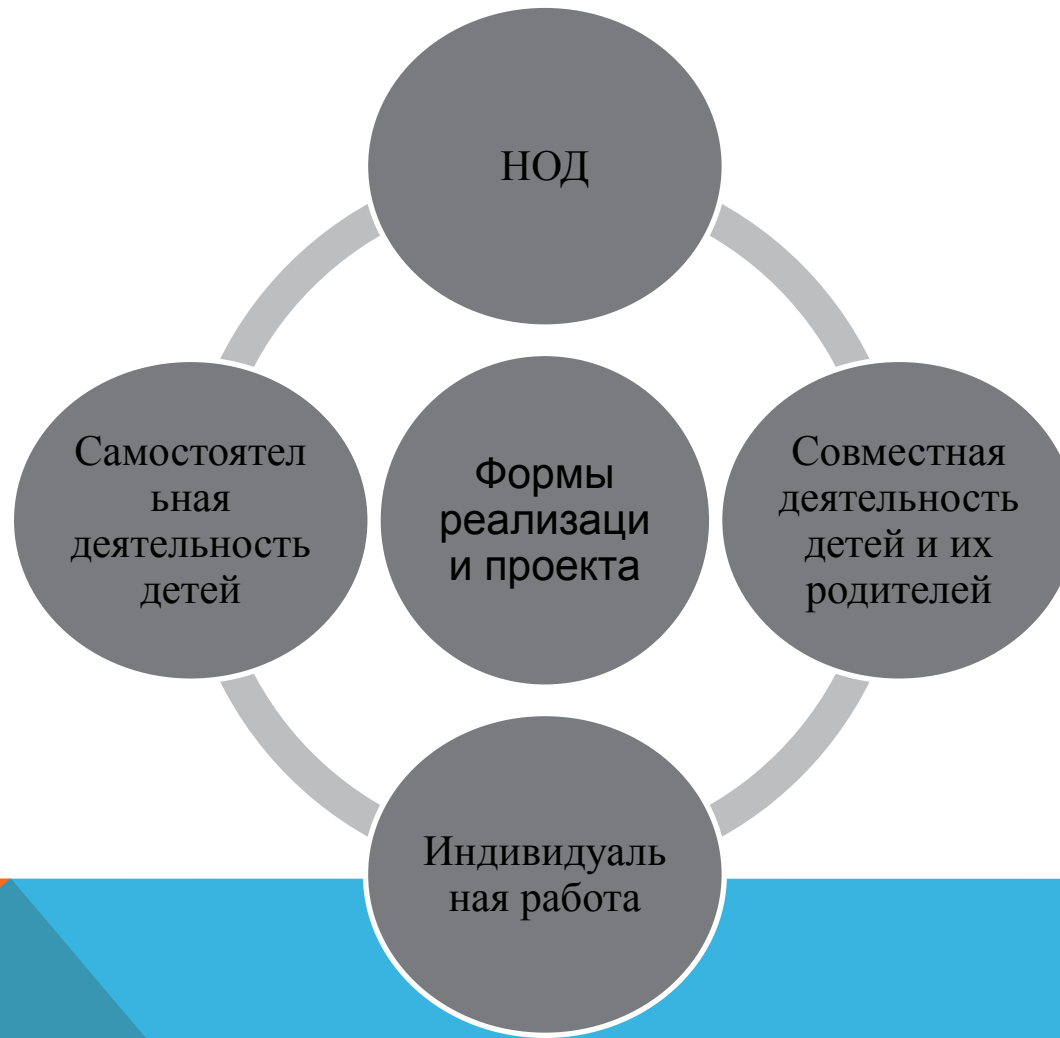 НОД
Самостоятел
ьная
деятельность
детей
Формы
реализаци
и проекта
Совместная
деятельность
детей и их
родителей
Индивидуаль
ная работа